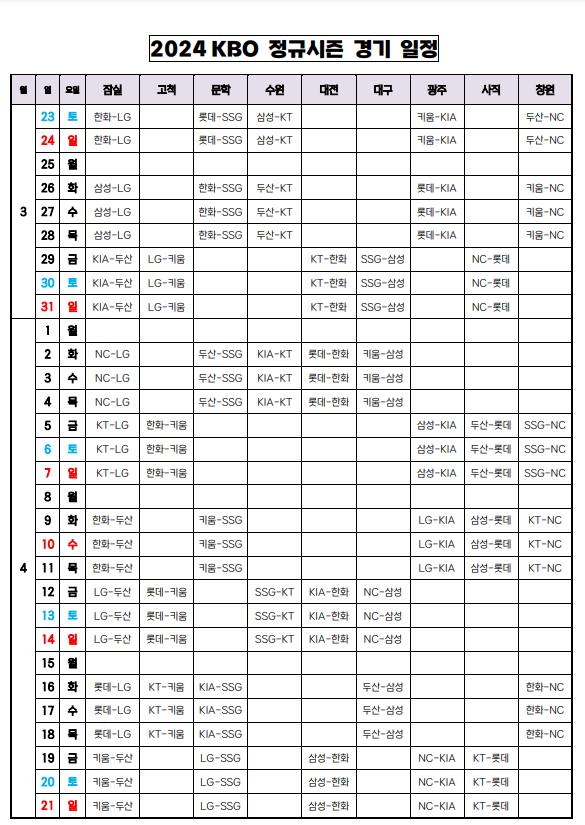 2024 KBO 정규시즌 경기 일정
월 일 요일 잠실 고척 문학 수원 대전 대구 광주 사직 창원
23 토 한화-LG 롯데-SSG 삼성-KT 키움-KIA 두산-NC
24 일 한화-LG 롯데-SSG 삼성-KT 키움-KIA 두산-NC
25 월
26 화 삼성-LG 한화-SSG 두산-KT 롯데-KIA 키움-NC
3 27 수 삼성-LG 한화-SSG 두산-KT 롯데-KIA 키움-NC
28 목 삼성-LG 한화-SSG 두산-KT 롯데-KIA 키움-NC
29 금 KIA-두산 LG-키움 KT-한화 SSG-삼성 NC-롯데
30 토 KIA-두산 LG-키움 KT-한화 SSG-삼성 NC-롯데
31 일 KIA-두산 LG-키움 KT-한화 SSG-삼성 NC-롯데
1 월
2 화 NC-LG 두산-SSG KIA-KT 롯데-한화 키움-삼성
3 수 NC-LG 두산-SSG KIA-KT 롯데-한화 키움-삼성
4 목 NC-LG 두산-SSG KIA-KT 롯데-한화 키움-삼성
5 금 KT-LG 한화-키움 삼성-KIA 두산-롯데 SSG-NC
6 토 KT-LG 한화-키움 삼성-KIA 두산-롯데 SSG-NC
7 일 KT-LG 한화-키움 삼성-KIA 두산-롯데 SSG-NC
8 월
9 화 한화-두산 키움-SSG LG-KIA 삼성-롯데 KT-NC
10 수 한화-두산 키움-SSG LG-KIA 삼성-롯데 KT-NC
4 11 목 한화-두산 키움-SSG LG-KIA 삼성-롯데 KT-NC
12 금 LG-두산 롯데-키움 SSG-KT KIA-한화 NC-삼성
13 토 LG-두산 롯데-키움 SSG-KT KIA-한화 NC-삼성
14 일 LG-두산 롯데-키움 SSG-KT KIA-한화 NC-삼성
15 월
16 화 롯데-LG KT-키움 KIA-SSG 두산-삼성 한화-NC
17 수 롯데-LG KT-키움 KIA-SSG 두산-삼성 한화-NC
18 목 롯데-LG KT-키움 KIA-SSG 두산-삼성 한화-NC
19 금 키움-두산 LG-SSG 삼성-한화 NC-KIA KT-롯데
20 토 키움-두산 LG-SSG 삼성-한화 NC-KIA KT-롯데
21 일 키움-두산 LG-SSG 삼성-한화 NC-KIA KT-롯데